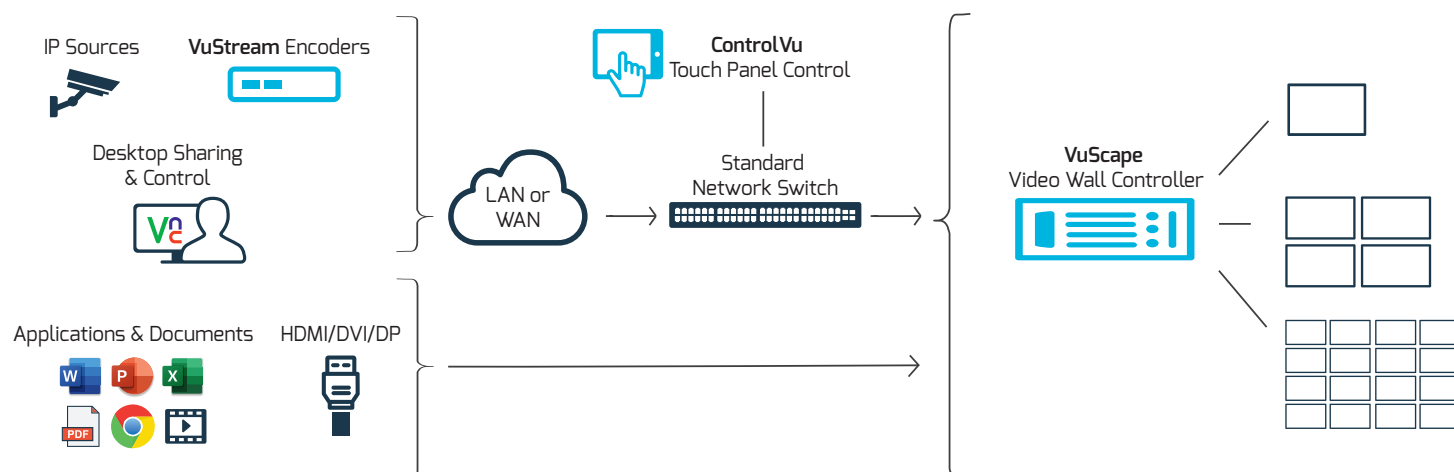 IP Sources
VuStream Encoders
Desktop Sharing
& Control
Vnc
Applications & Documents
W
P
X
PDF
HDMI/DVI/DP
LAN or
WAN
ControlVu
Touch Panel Control
Standard
Network Switch
VuScape
Video Wall Controller